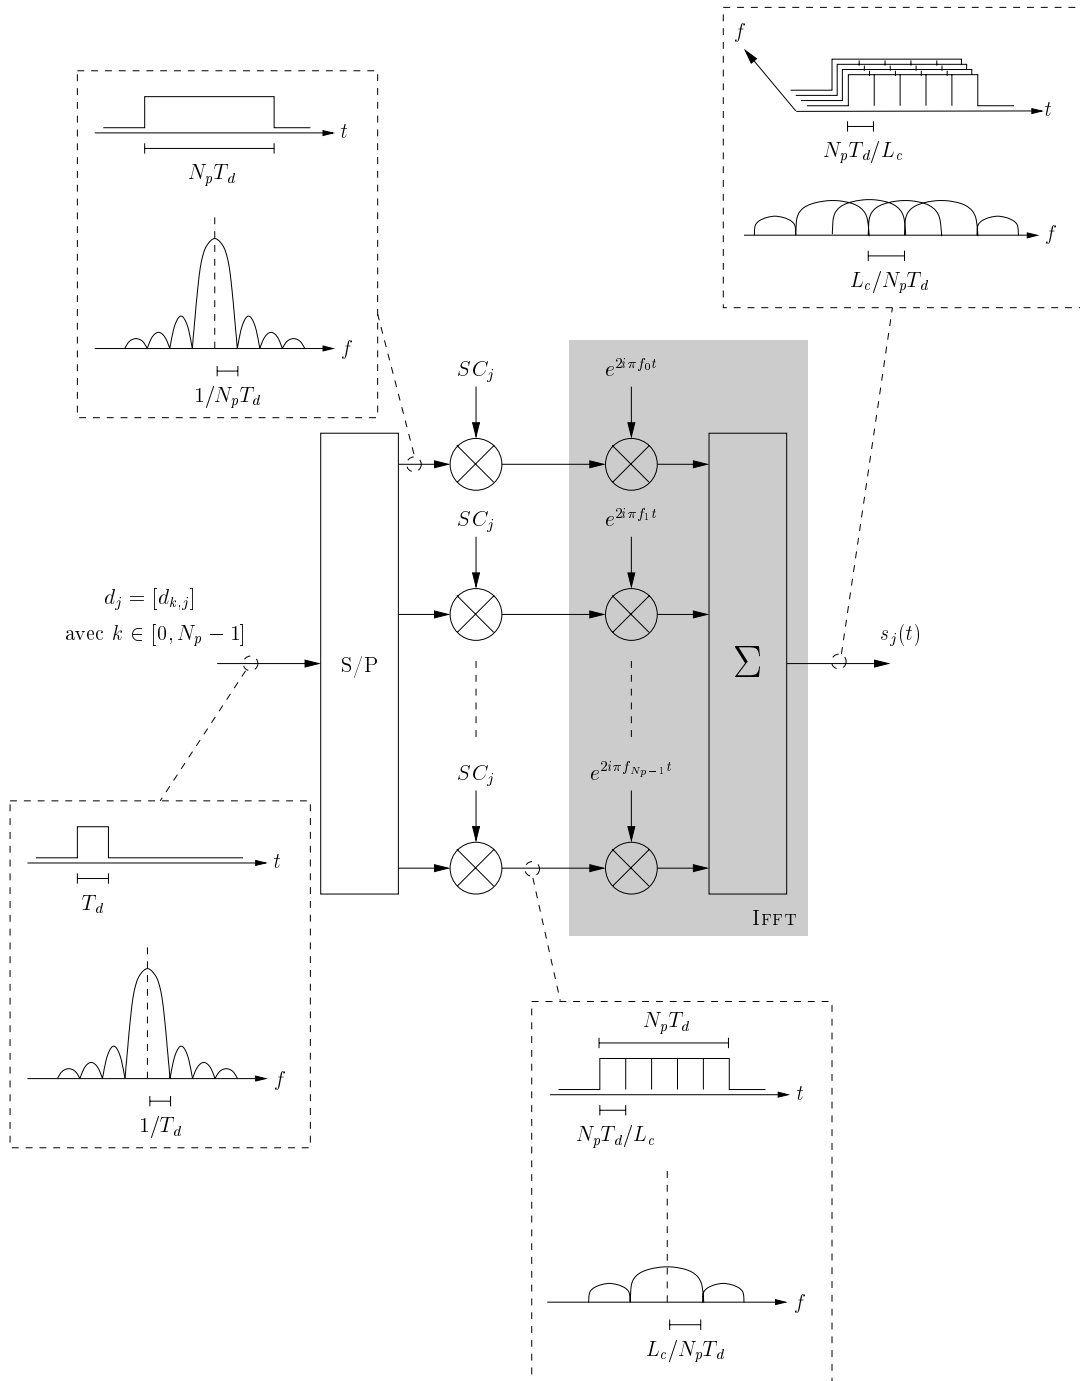 f
t
N_pT_d/L_c
f
L_c/N_pT_d
t
N_pT_d
f
1/N_pT_d
SC_j
e^{2iπf_0t}
SC_j
e^{2iπf_1t}
d_j = [d_{k,j}]
avec k ∈ [0, N_p − 1]
S/P
∑
s_j(t)
SC_j
e^{2iπf_{Np−1}t}
IFFT
t
T_d
f
1/T_d
N_pT_d
t
N_pT_d/L_c
f
L_c/N_pT_d